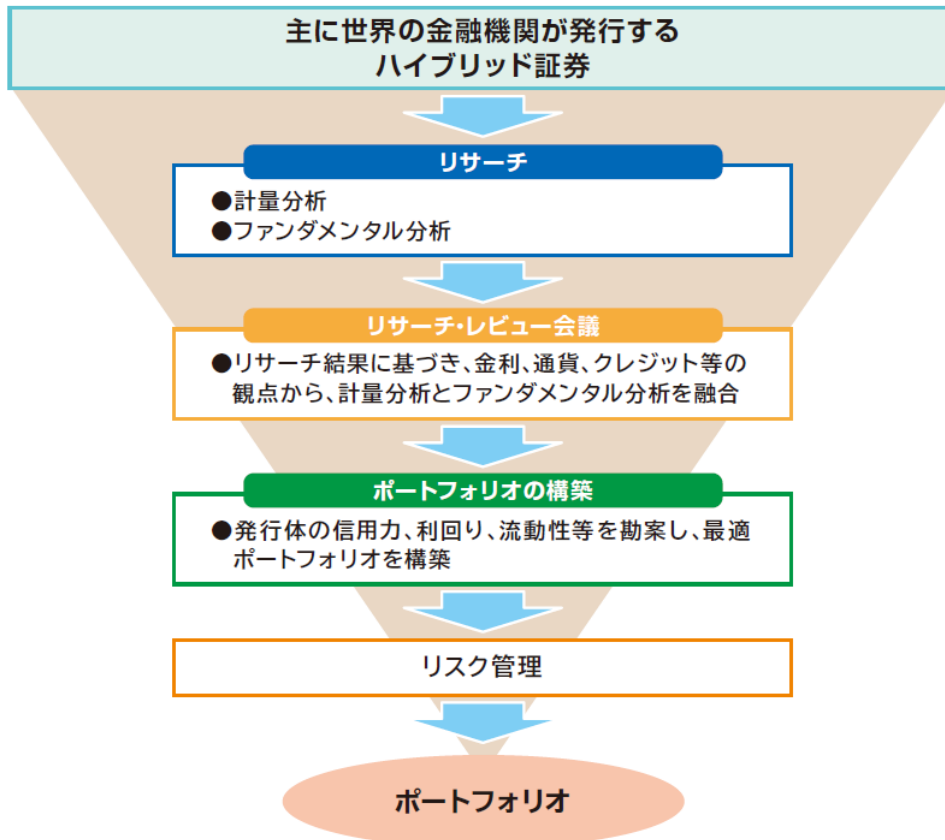 主に世界の金融機関が発行する
ハイブリッド証券
リサーチ
●計量分析
●ファンダメンタル分析
リサーチ・レビュー会議
●リサーチ結果に基づき、金利、通貨、クレジット等の
観点から、計量分析とファンダメンタル分析を融合
ポートフォリオの構築
●発行体の信用力、利回り、流動性等を勘案し、最適
ポートフォリオを構築
リスク管理
ポートフォリオ